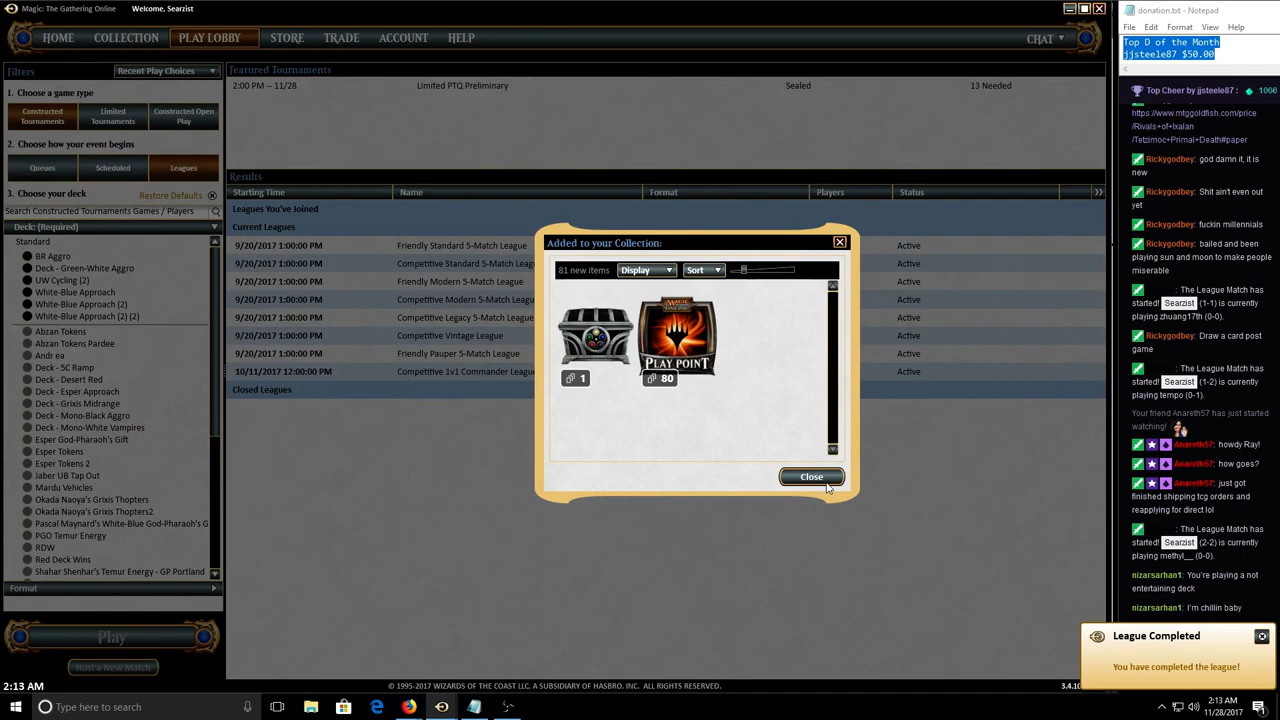 Magic: The Gathering Online
Welcome, Searzist
HOME
COLLECTION
PLAY LOBBY
STORE
TRADE
ACCOUNT
HELP
CHAT
Filters
Recent Play Choices
1. Choose a game type
Constructed Tournaments
Limited Tournaments
Constructed Open Play
2. Choose how your event begins
Queues
Scheduled
Leagues
3. Choose your deck
Restore Defaults
Search Constructed Tournaments Games / Players
Deck: (Required)
Standard
BR Aggro
Deck - Green-White Aggro
UW Cycling (2)
White-Blue Approach
White-Blue Approach (2)
White-Blue Approach (2) (2)
Abzan Tokens
Abzan Tokens Pardee
Andr ea
Deck - 5C Ramp
Deck - Desert Red
Deck - Esper Approach
Deck - Grixis Midrange
Deck - Mono-Black Aggro
Deck - Mono-White Vampires
Esper God-Pharaoh's Gift
Esper Tokens
Esper Tokens 2
Jaber UB Tap Out
Mardu Vehicles
Okada Naoya's Grixis Thopters
Okada Naoya's Grixis Thopters2
Pascal Maynard's White-Blue God-Pharaoh's G
PGO Temur Energy
RDW
Red Deck Wins
Shahar Shenhar's Temur Energy - GP Portland
Format
Play
Host a New Match
2:13 AM
Featured Tournaments
2:00 PM -- 11/28
Limited PTQ Preliminary
Sealed
13 Needed
Results
Starting Time
Name
Format
Players
Status
Leagues You've Joined
Current Leagues
9/20/2017 1:00:00 PM
Friendly Standard 5-Match League
Active
9/20/2017 1:00:00 PM
Competitive Standard 5-Match
Active
9/20/2017 1:00:00 PM
Friendly Modern 5-Match League
Active
9/20/2017 1:00:00 PM
Competitive Modern 5-Match
Active
9/20/2017 1:00:00 PM
Competitive Legacy 5-Match
Active
9/20/2017 1:00:00 PM
Competitive Vintage League
Active
9/20/2017 1:00:00 PM
Friendly Pauper 5-Match League
Active
10/11/2017 12:00:00 PM
Competitive 1v1 Commander
Active
Closed Leagues
Added to your Collection:
81 new items
Display
Sort
MAGIC
PLAY POINT
1
80
Close
© 1995-2017 WIZARDS OF THE COAST LLC, A SUBSIDIARY OF HASBRO, INC. ALL RIGHTS RESERVED.
donation.txt - Notepad
File
Edit
Format
View
Help
Top D of the Month
jjsteele87 $50.00
Top Cheer by jjsteele87 :
1000
https://www.mtggoldfish.com/price
/Rivals+of+Ixalan
/Tetzimoc+Primal+Death#paper
Rickygodbey: god damn it, it is
new
Rickygodbey: Shit ain't even out
yet
Rickygodbey: fuckin millennials
Rickygodbey: bailed and been
playing sun and moon to make people
miserable
: The League Match has
started! Searzist (1-1) is currently
playing zhuang17th (0-0).
Rickygodbey: Draw a card post
game
: The League Match has
started! Searzist (1-2) is currently
playing tempo (0-1).
Your friend Anareth57 has just started
watching!
Anareth57: howdy Ray!
Anareth57: how goes?
Anareth57: just got
finished shipping tcg orders and
reapplying for direct lol
: The League Match has
started! Searzist (2-2) is currently
playing methyl__ (0-0).
nizarsarhan1: You're playing a not
entertaining deck
nizarsarhan1: I'm chillin baby
League Completed
You have completed the league!
Type here to search
2:13 AM
11/28/2017